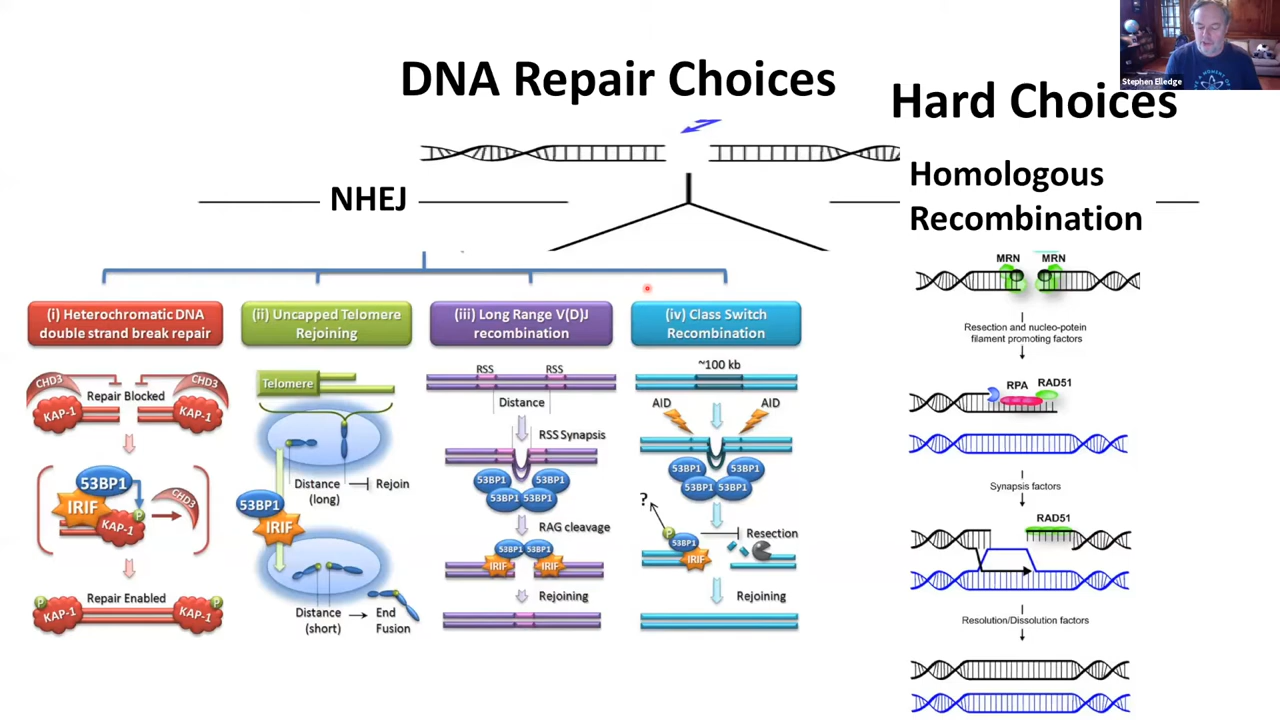 DNA Repair Choices
Hard Choices
Stephen Elledge
NHEJ
Homologous
Recombination
(i) Heterochromatic DNA
double strand break repair
CHD3
CHD3
Repair Blocked
KAP-1
KAP-1
53BP1
IRIF
P
CHD3
KAP-1
Repair Enabled
P
P
KAP-1
KAP-1
(ii) Uncapped Telomere
Rejoining
Telomere
Distance
(long)
Rejoin
53BP1
IRIF
Distance
(short)
End
Fusion
(iii) Long Range V(D)J
recombination
RSS
RSS
Distance
RSS Synapsis
53BP1
53BP1
53BP1
53BP1
RAG cleavage
53BP1
53BP1
IRIF
IRIF
Rejoining
(iv) Class Switch
Recombination
~100 kb
AID
AID
53BP1
53BP1
53BP1
53BP1
?
P
53BP1
IRIF
Resection
Rejoining
MRN
MRN
Resection and nucleo-potein
filament promoting factors
RPA
RAD51
Synapsis factors
RAD51
Resolution/Dissolution factors